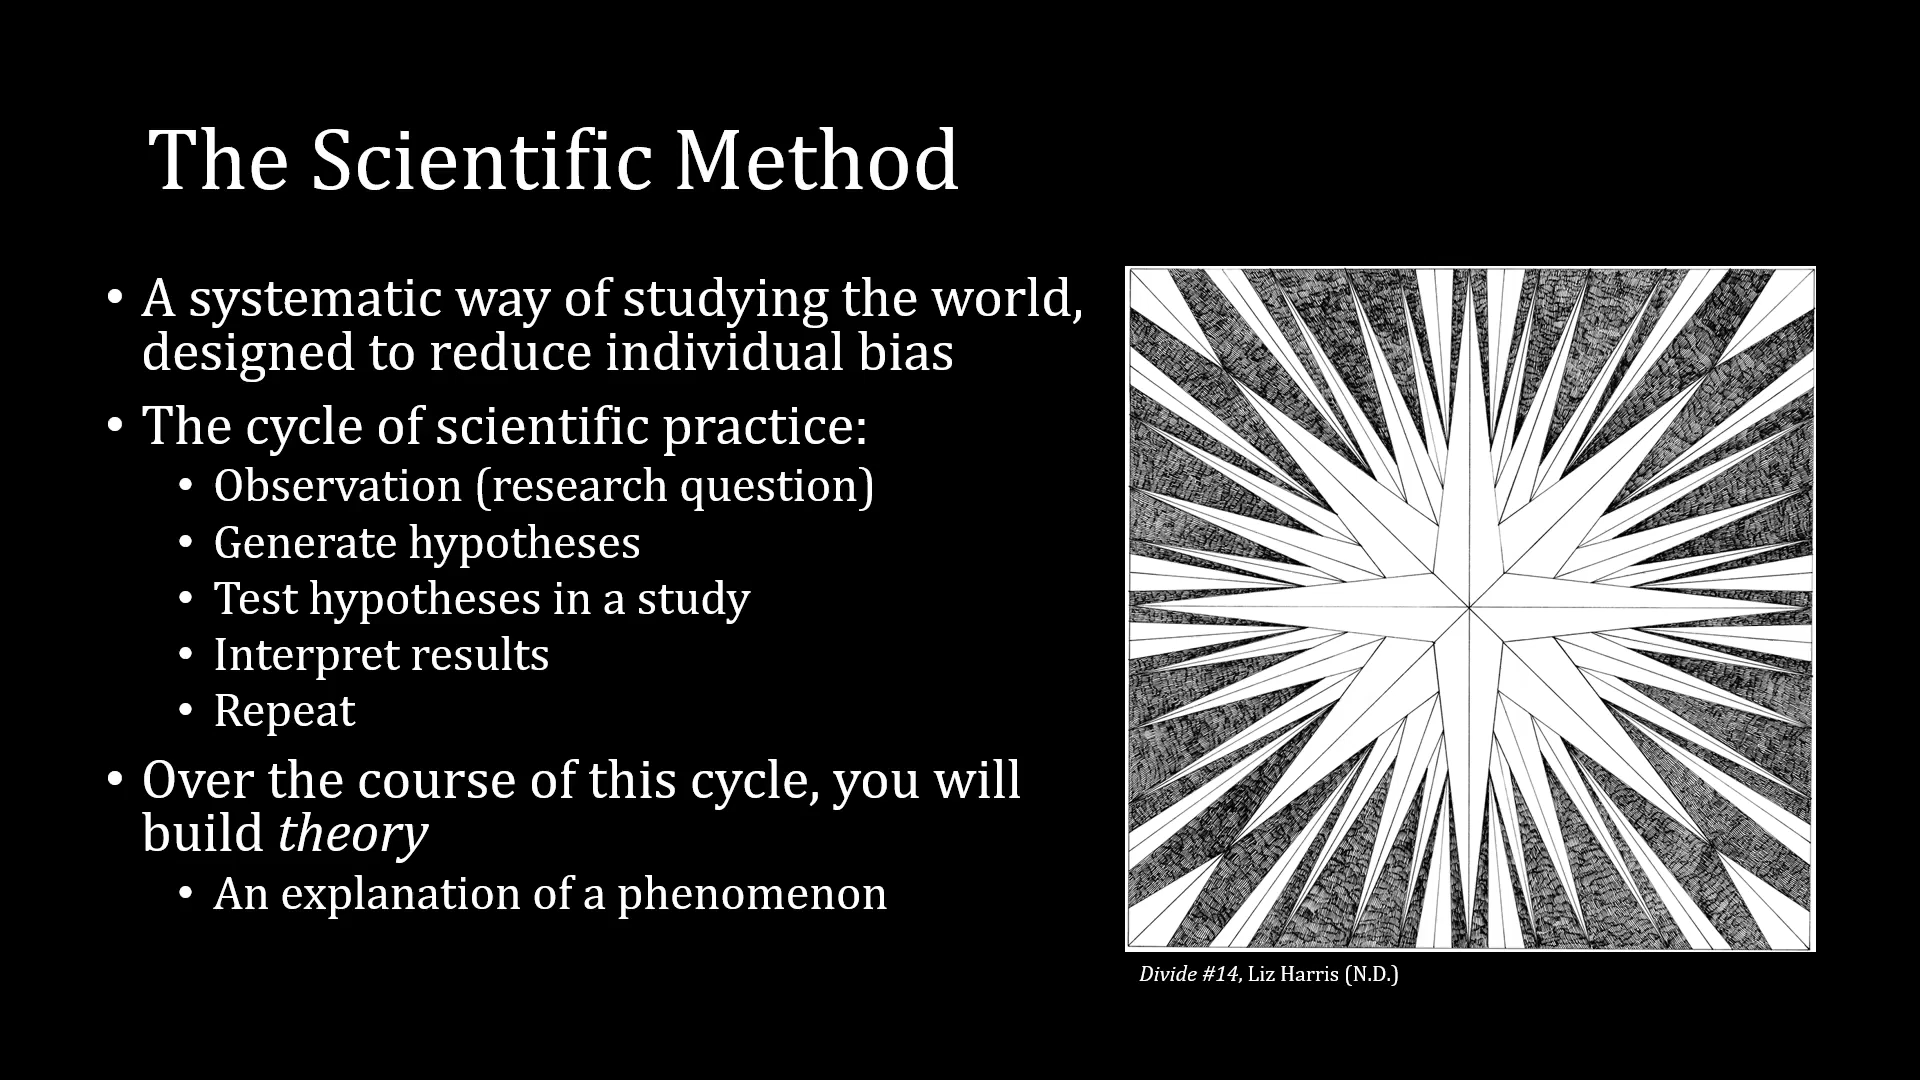 The Scientific Method
• A systematic way of studying the world,
designed to reduce individual bias
• The cycle of scientific practice:
• Observation (research question)
• Generate hypotheses
• Test hypotheses in a study
• Interpret results
• Repeat
• Over the course of this cycle, you will
build theory
• An explanation of a phenomenon
Divide #14, Liz Harris (N.D.)